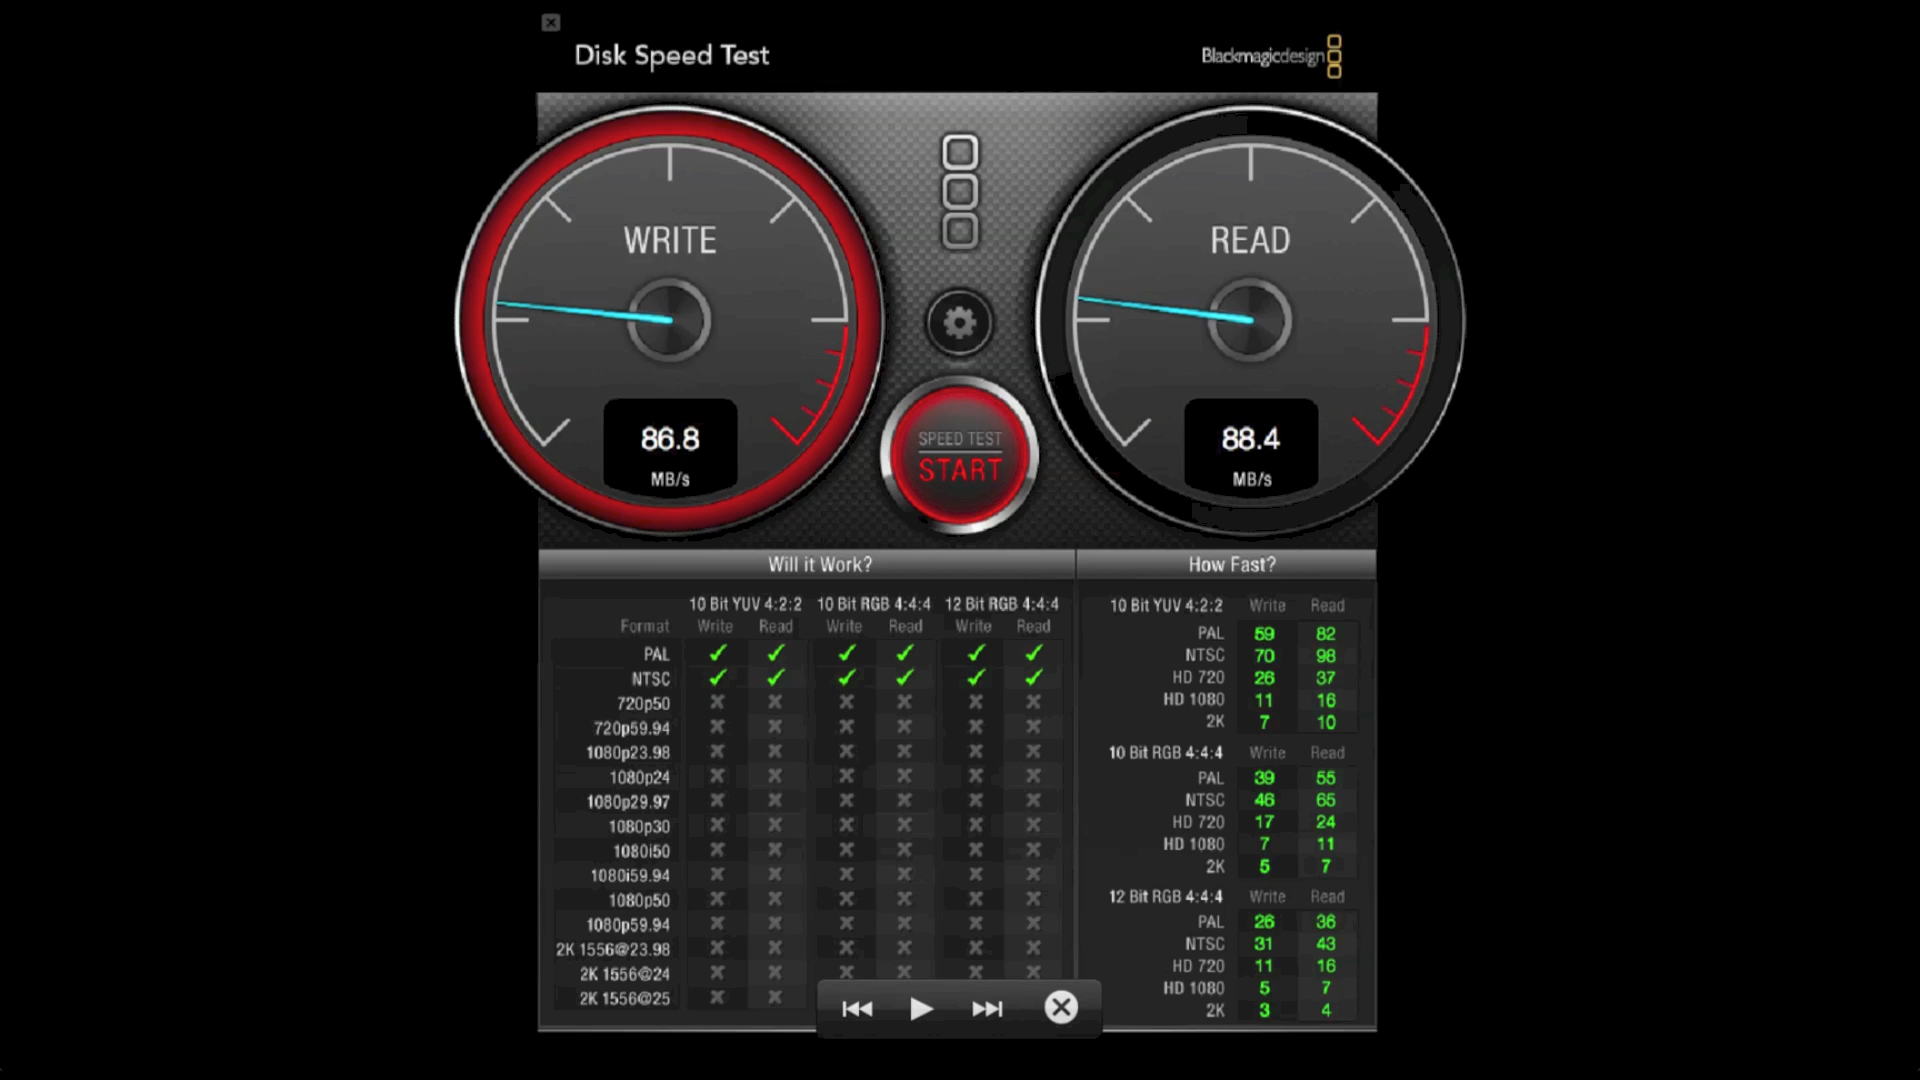 Disk Speed Test
Blackmagicdesign
WRITE
READ
86.8
MB/s
88.4
MB/s
SPEED TEST
START
Will it Work?
How Fast?
10 Bit YUV 4:2:2 10 Bit RGB 4:4:4 12 Bit RGB 4:4:4
Format Write Read Write Read Write Read
PAL
NTSC
720p50
720p59.94
1080p23.98
1080p24
1080p29.97
1080p30
1080i50
1080i59.94
1080p50
1080p59.94
2K 1556@23.98
2K 1556@24
2K 1556@25
10 Bit YUV 4:2:2 Write Read
PAL 59 82
NTSC 70 98
HD 720 26 37
HD 1080 11 16
2K 7 10
10 Bit RGB 4:4:4 Write Read
PAL 39 55
NTSC 46 65
HD 720 17 24
HD 1080 7 11
2K 5 7
12 Bit RGB 4:4:4 Write Read
PAL 26 36
NTSC 31 43
HD 720 11 16
HD 1080 5 7
2K 3 4